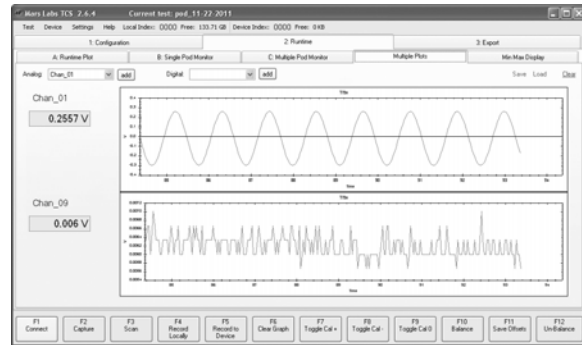 Mars Labs TCS 2.6.4 Current test: pod_11-22-2011
Test Device Settings Help Local Index: 0000 Free: 133.71 GB Device Index: 0000 Free: 0 KB
1: Configuration 2: Runtime 3: Export
A: Runtime Plot B: Single Pod Monitor C: Multiple Pod Monitor Multiple Plots Min Max Display
Analog: Chan_01 add Digital: add Save Load Clear
Chan_01
0.2557 V
Chan_09
0.006 V
F1 F2 F3 F4 F5 F6 F7 F8 F9 F10 F11 F12
Connect Capture Scan Record Locally Record to Device Clear Graph Toggle Cal + Toggle Cal - Toggle Cal 0 Balance Save Offsets Un-Balance